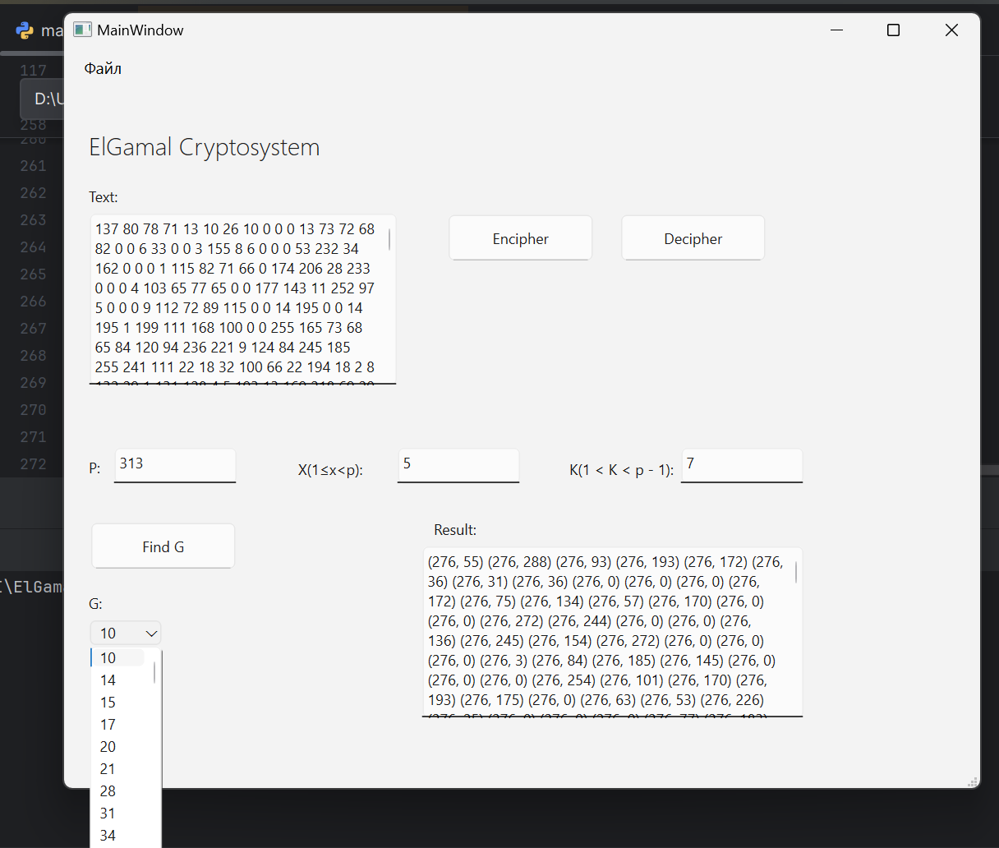 ma
MainWindow
Файл
117
D:\U
258
260
261
262
263
264
265
266
267
268
269
270
271
272
ElGamal Cryptosystem
Text:
137 80 78 71 13 10 26 10 0 0 0 13 73 72 68
82 0 0 6 33 0 0 3 155 8 6 0 0 0 53 232 34
162 0 0 0 1 115 82 71 66 0 174 206 28 233
0 0 0 4 103 65 77 65 0 0 177 143 11 252 97
5 0 0 0 9 112 72 89 115 0 0 14 195 0 0 14
195 1 199 111 168 100 0 0 255 165 73 68
65 84 120 94 236 221 9 124 84 245 185
255 241 111 22 18 32 100 66 22 194 18 2 8
Encipher
Decipher
P:
313
X(1≤x<p):
5
K(1 < K < p - 1):
7
Find G
Result:
(276, 55) (276, 288) (276, 93) (276, 193) (276, 172) (276,
36) (276, 31) (276, 36) (276, 0) (276, 0) (276, 0) (276,
172) (276, 75) (276, 134) (276, 57) (276, 170) (276, 0)
(276, 0) (276, 272) (276, 244) (276, 0) (276, 0) (276,
136) (276, 245) (276, 154) (276, 272) (276, 0) (276, 0)
(276, 0) (276, 3) (276, 84) (276, 185) (276, 145) (276, 0)
(276, 0) (276, 0) (276, 254) (276, 101) (276, 170) (276,
193) (276, 175) (276, 0) (276, 63) (276, 53) (276, 226)
\ElGam
G:
10
10
14
15
17
20
21
28
31
34